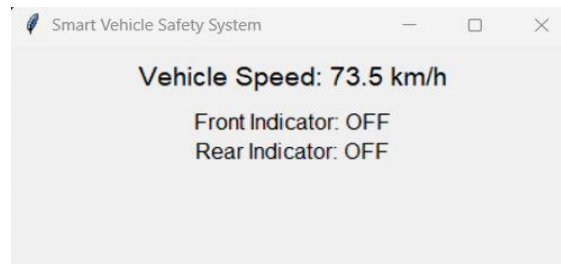 Smart Vehicle Safety System
Vehicle Speed: 73.5 km/h
Front Indicator: OFF
Rear Indicator: OFF